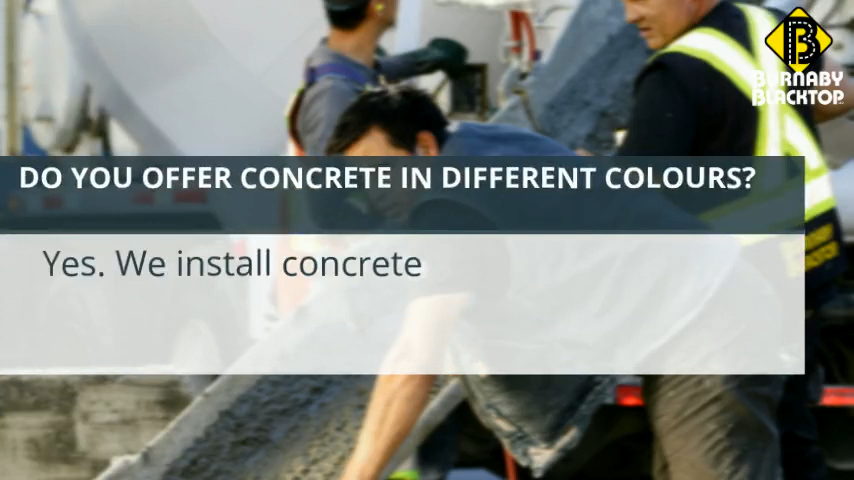 BURNABY
BLACKTOP
DO YOU OFFER CONCRETE IN DIFFERENT COLOURS?
Yes. We install concrete